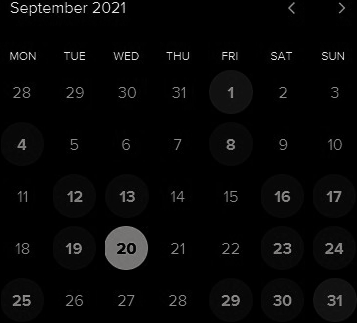 September 2021
MON TUE WED THU FRI SAT SUN
28 29 30 31 1 2 3
4 5 6 7 8 9 10
11 12 13 14 15 16 17
18 19 20 21 22 23 24
25 26 27 28 29 30 31